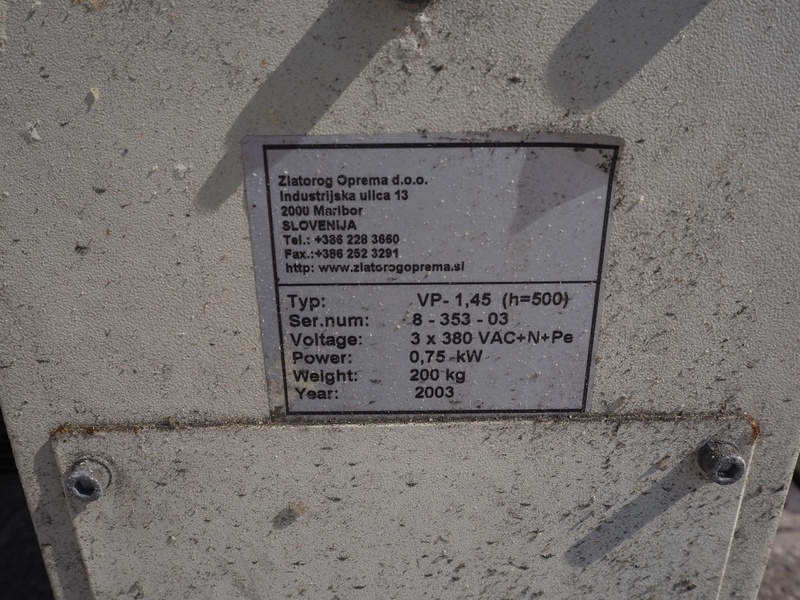 Zlatorog Oprema d.o.o.
Industrijska ulica 13
2000 Maribor
SLOVENIJA
Tel.: +386 228 3660
Fax.:+386 252 3291
http: www.zlatorogoprema.si
Typ: VP- 1,45 (h=500)
Ser.num: 8 - 353 - 03
Voltage: 3 x 380 VAC+N+Pe
Power: 0,75 kW
Weight: 200 kg
Year: 2003